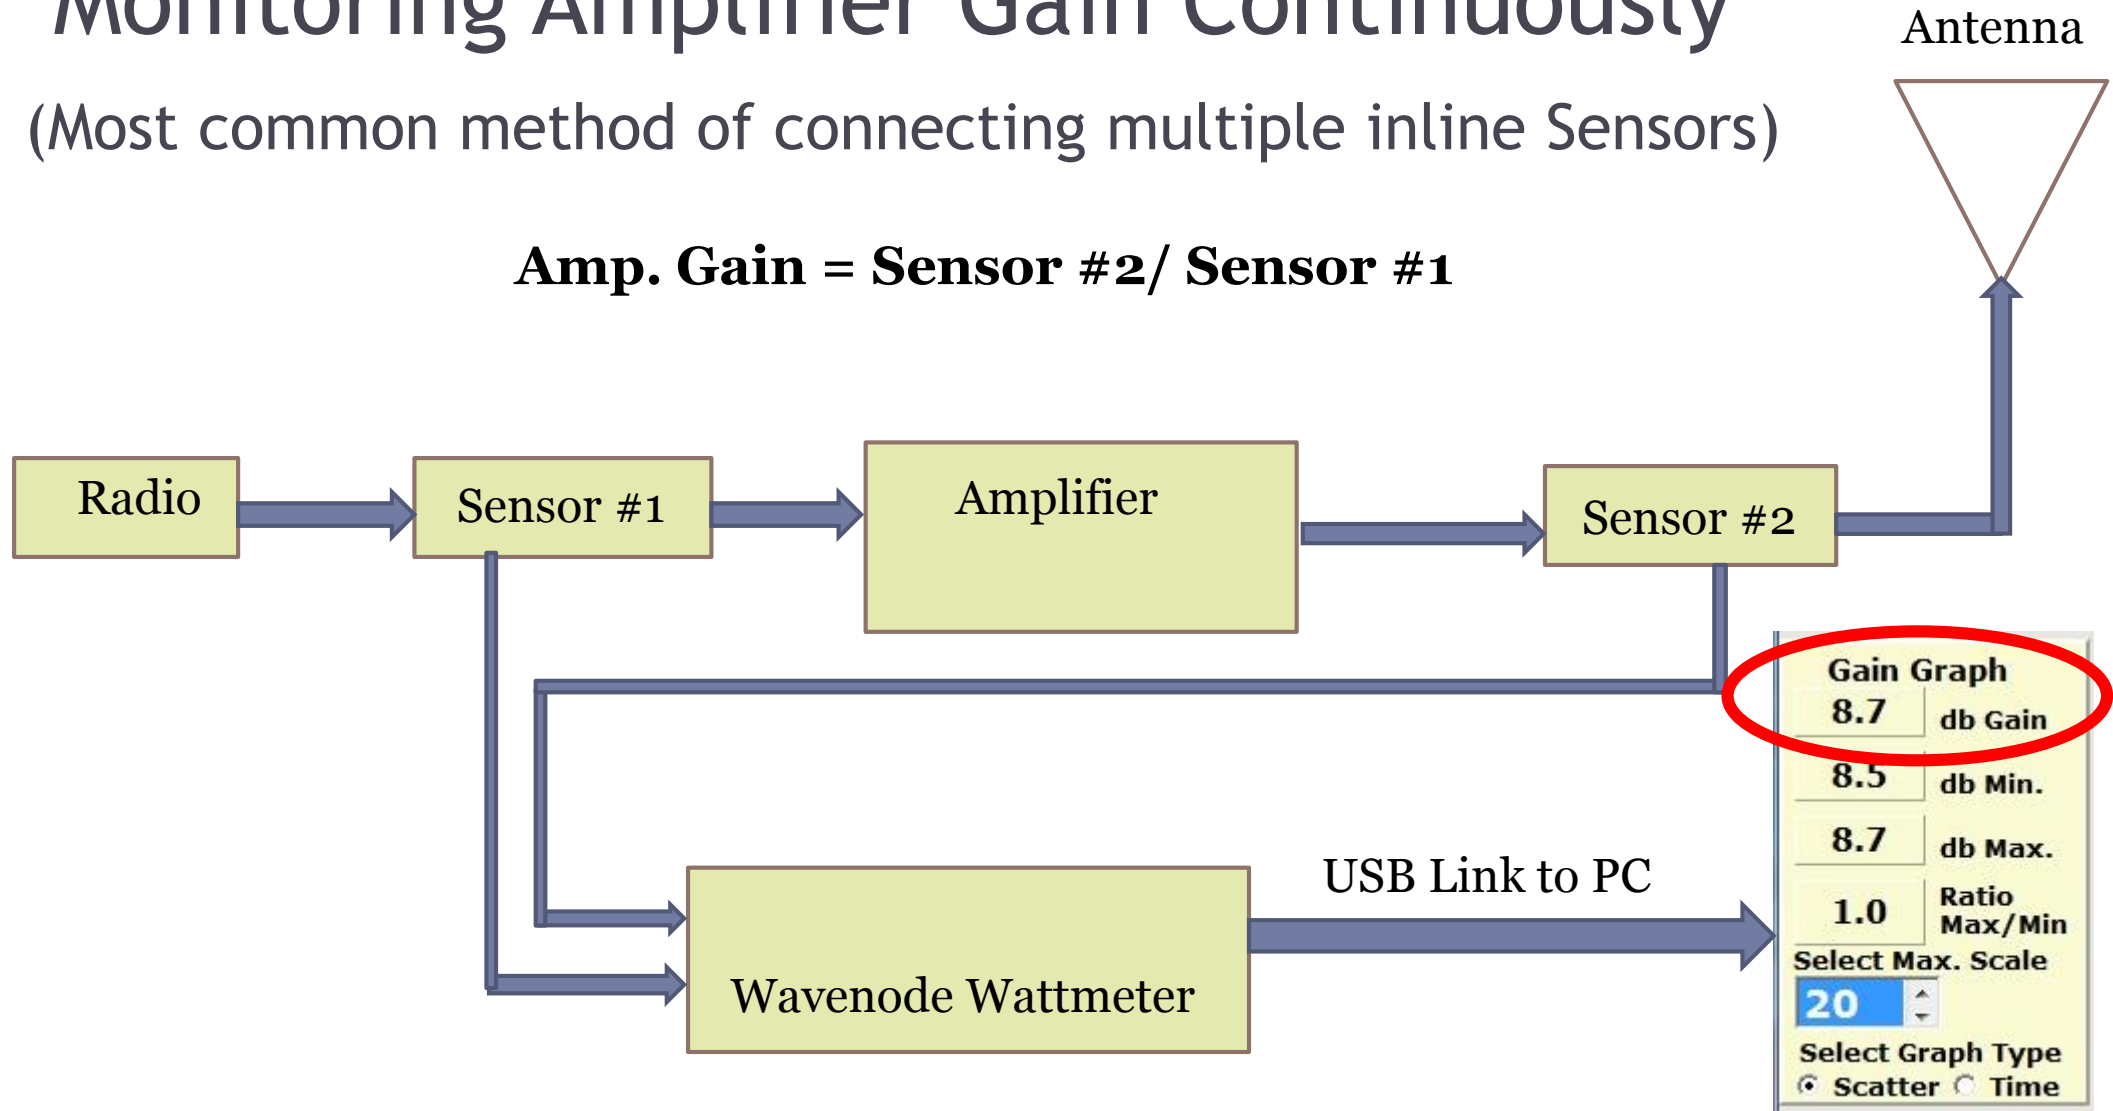 Monitoring Amplifier Gain Continuously
Antenna
(Most common method of connecting multiple inline Sensors)
Amp. Gain = Sensor #2/ Sensor #1
Radio
Sensor #1
Amplifier
Sensor #2
Gain Graph
8.7 db Gain
8.5 db Min.
8.7 db Max.
1.0 Ratio
Max/Min
Select Max. Scale
20
Select Graph Type
Scatter Time
USB Link to PC
Wavenode Wattmeter